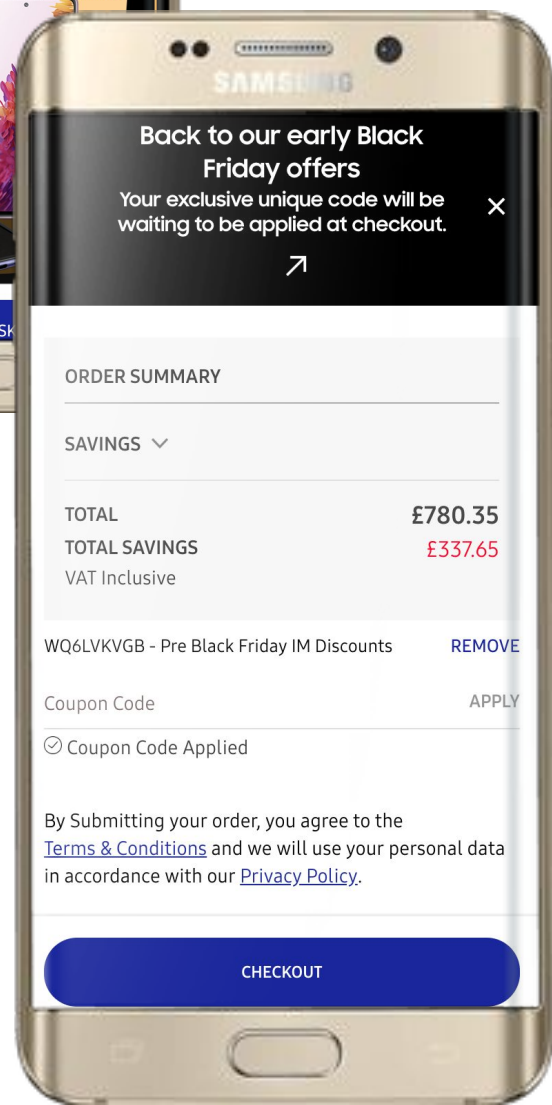 SAMSUNG
Back to our early Black
Friday offers
Your exclusive unique code will be
waiting to be applied at checkout.
ORDER SUMMARY
SAVINGS
TOTAL £780.35
TOTAL SAVINGS £337.65
VAT Inclusive
WQ6LVKVGB - Pre Black Friday IM Discounts REMOVE
Coupon Code APPLY
Coupon Code Applied
By Submitting your order, you agree to the
Terms & Conditions and we will use your personal data
in accordance with our Privacy Policy.
CHECKOUT